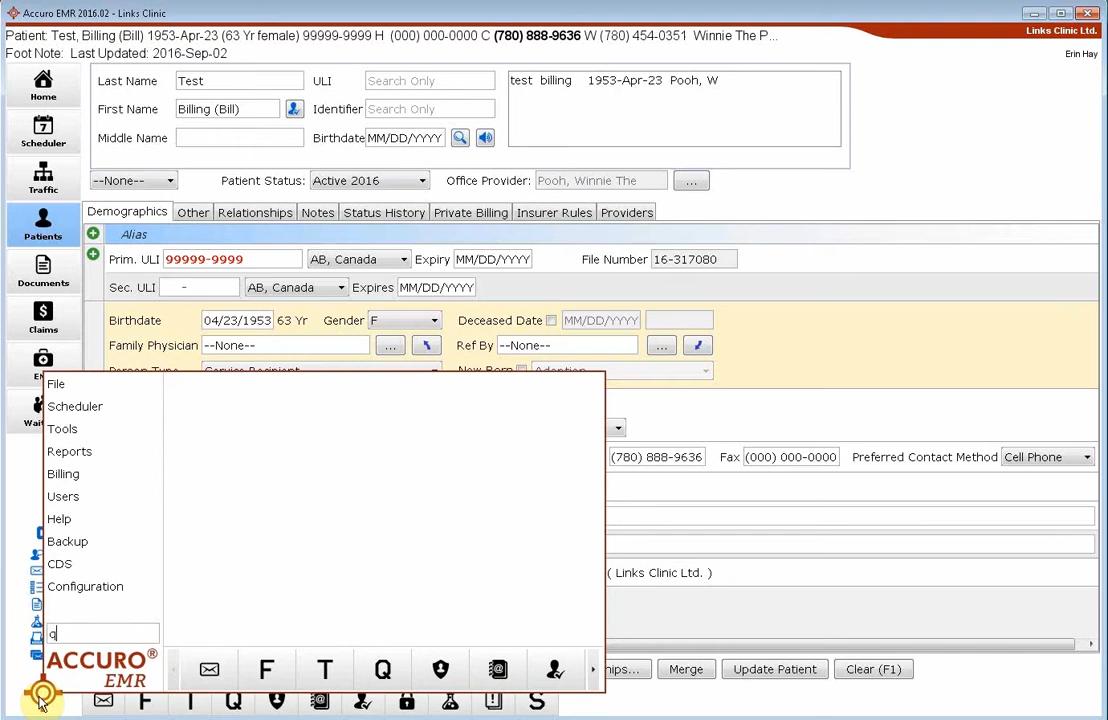 Accuro EMR 2016.02 - Links Clinic
Patient: Test, Billing (Bill) 1953-Apr-23 (63 Yr female) 99999-9999 H (000) 000-0000 C (780) 888-9636 W (780) 454-0351 Winnie The P...
Links Clinic Ltd.
Foot Note: Last Updated: 2016-Sep-02
Erin Hay
Home
Scheduler
Traffic
Patients
Documents
Claims
Last Name Test ULI Search Only
test billing 1953-Apr-23 Pooh, W
First Name Billing (Bill) Identifier Search Only
Middle Name Birthdate MM/DD/YYYY
--None-- Patient Status: Active 2016 Office Provider: Pooh, Winnie The ...
Demographics Other Relationships Notes Status History Private Billing Insurer Rules Providers
Alias
Prim. ULI 99999-9999 AB, Canada Expiry MM/DD/YYYY File Number 16-317080
Sec. ULI - AB, Canada Expires MM/DD/YYYY
Birthdate 04/23/1953 63 Yr Gender F Deceased Date MM/DD/YYYY
Family Physician --None-- ... Ref By --None-- ...
Person Type Service Recipient New Born Adoption
(780) 888-9636 Fax (000) 000-0000 Preferred Contact Method Cell Phone
( Links Clinic Ltd. )
File
Scheduler
Tools
Reports
Billing
Users
Help
Backup
CDS
Configuration
q
ACCURO® EMR
F T Q
hips... Merge Update Patient Clear (F1)
F T Q S